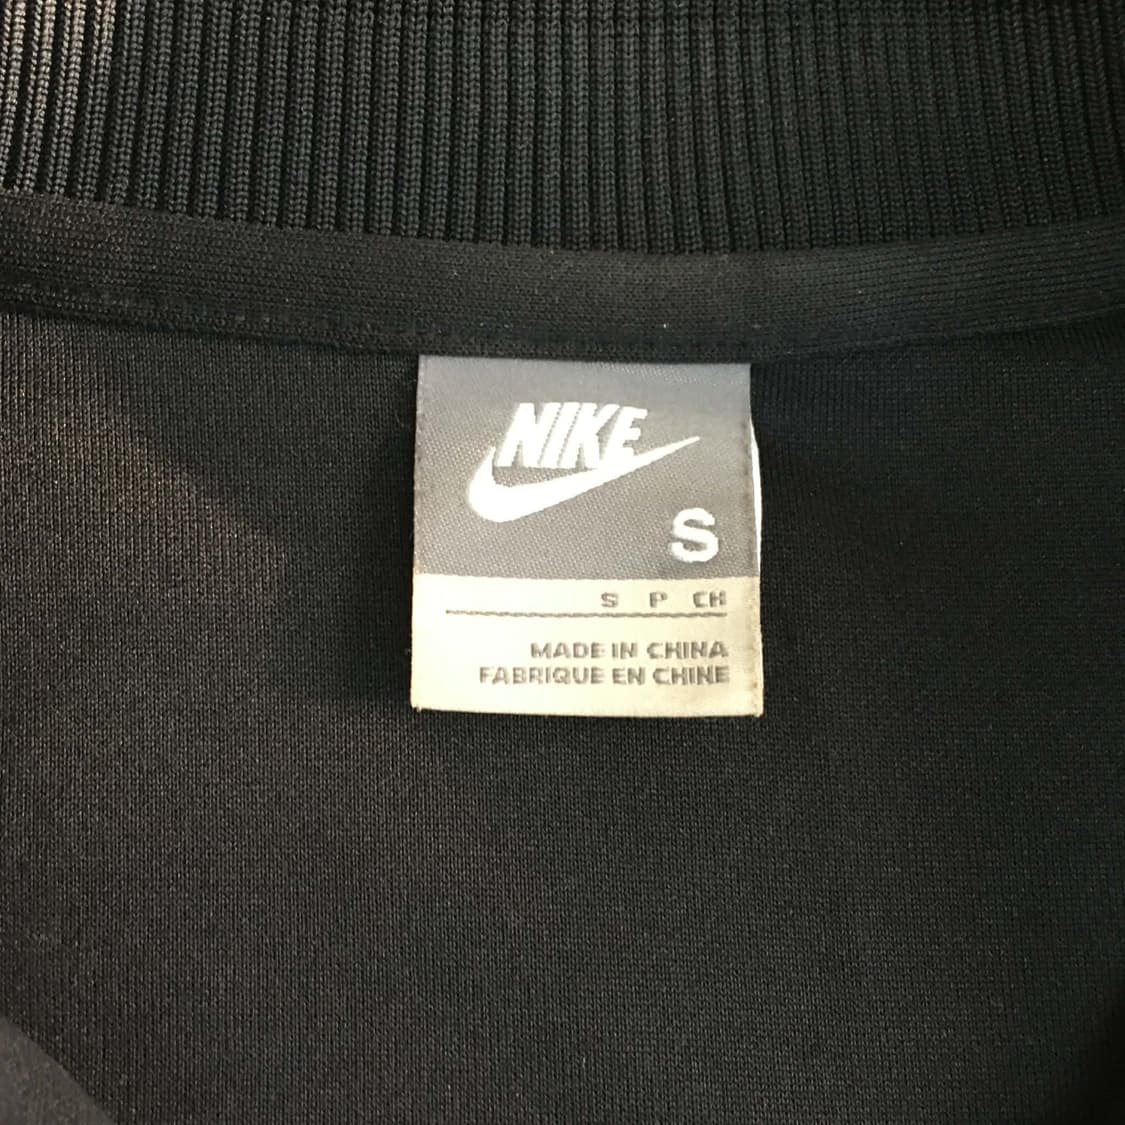 NIKE
S
S P CH
MADE IN CHINA
FABRIQUE EN CHINE